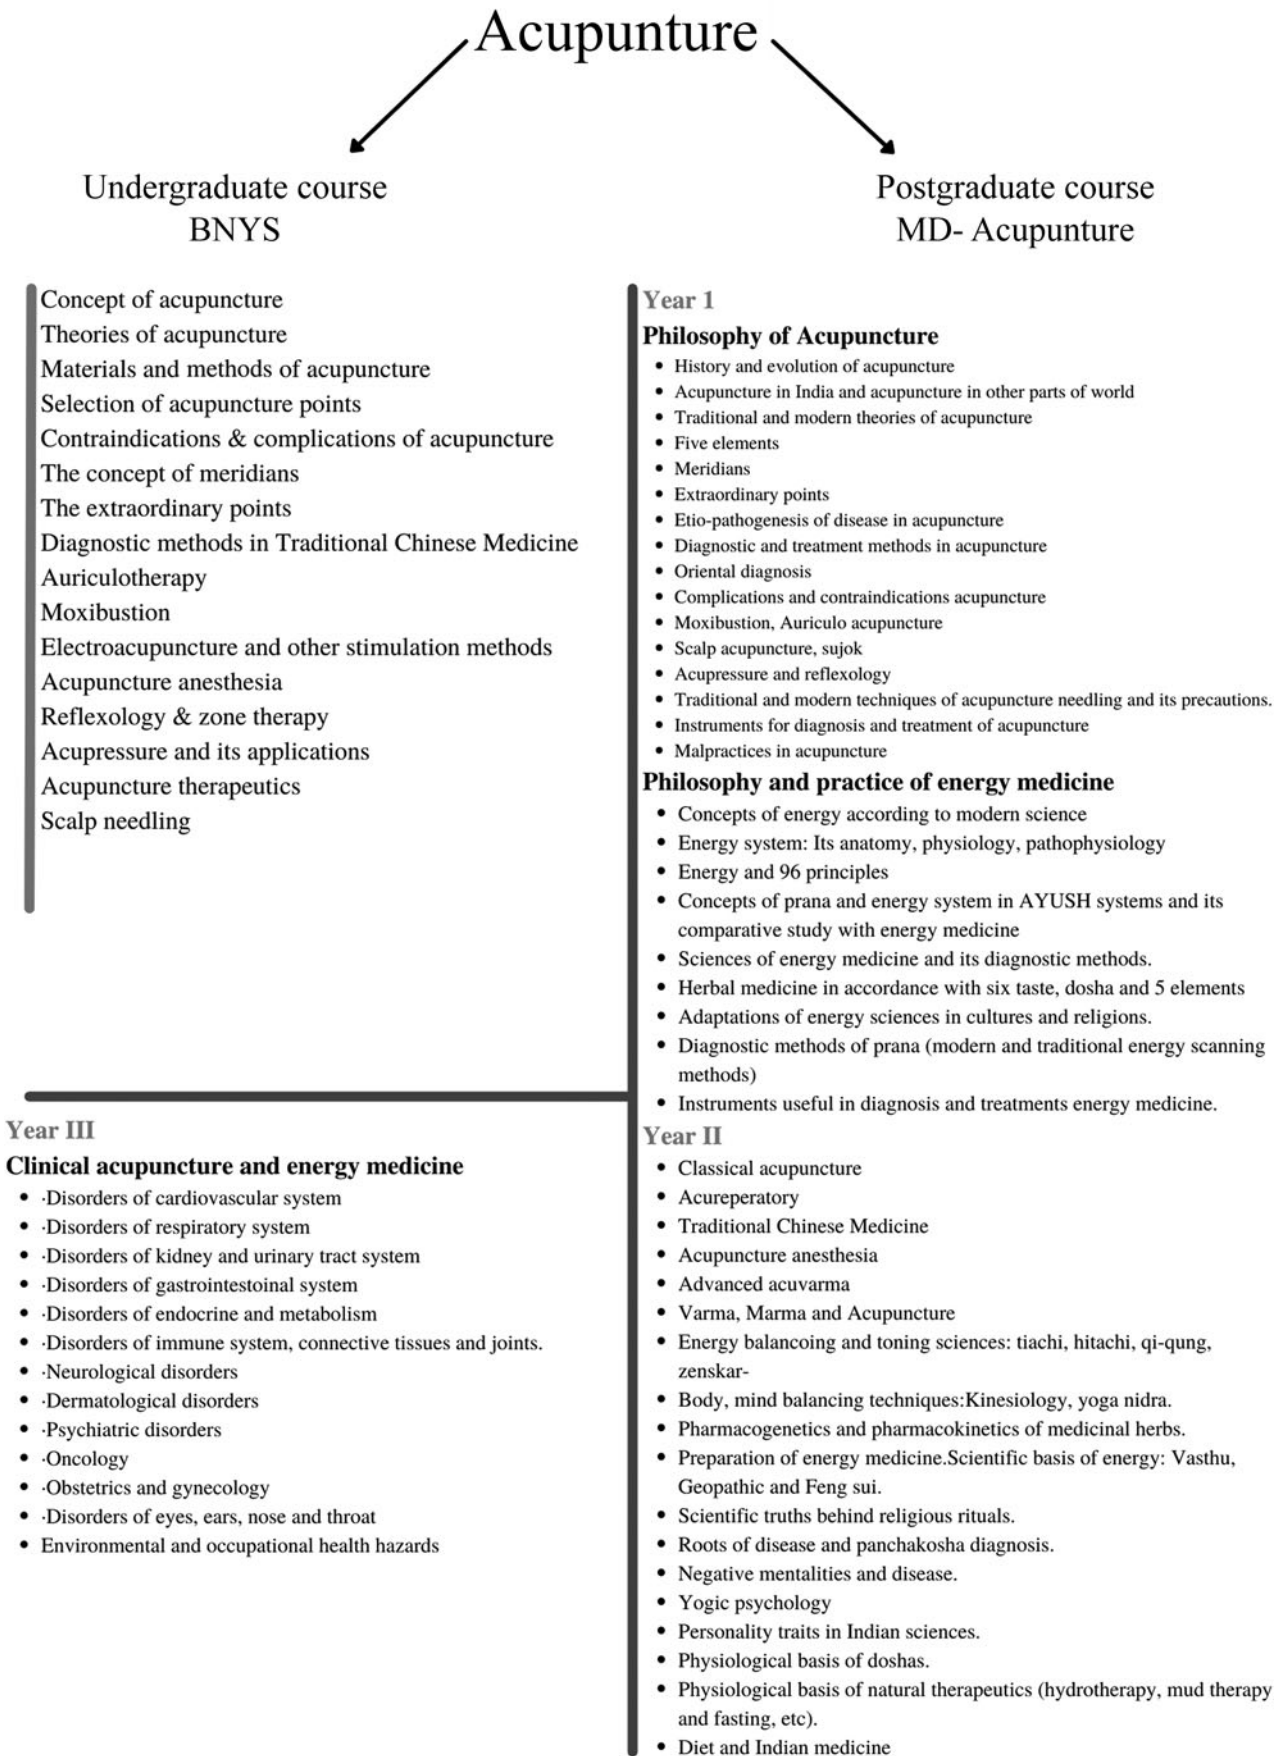 Acupunture
Undergraduate course
BNYS
Concept of acupuncture
Theories of acupuncture
Materials and methods of acupuncture
Selection of acupuncture points
Contraindications & complications of acupuncture
The concept of meridians
The extraordinary points
Diagnostic methods in Traditional Chinese Medicine
Auriculotherapy
Moxibustion
Electroacupuncture and other stimulation methods
Acupuncture anesthesia
Reflexology & zone therapy
Acupressure and its applications
Acupuncture therapeutics
Scalp needling
Postgraduate course
MD- Acupunture
Year 1
Philosophy of Acupuncture
• History and evolution of acupuncture
• Acupuncture in India and acupuncture in other parts of world
• Traditional and modern theories of acupuncture
• Five elements
• Meridians
• Extraordinary points
• Etio-pathogenesis of disease in acupuncture
• Diagnostic and treatment methods in acupuncture
• Oriental diagnosis
• Complications and contraindications acupuncture
• Moxibustion, Auriculo acupuncture
• Scalp acupuncture, sujok
• Acupressure and reflexology
• Traditional and modern techniques of acupuncture needling and its precautions.
• Instruments for diagnosis and treatment of acupuncture
• Malpractices in acupuncture
Philosophy and practice of energy medicine
• Concepts of energy according to modern science
• Energy system: Its anatomy, physiology, pathophysiology
• Energy and 96 principles
• Concepts of prana and energy system in AYUSH systems and its
comparative study with energy medicine
• Sciences of energy medicine and its diagnostic methods.
• Herbal medicine in accordance with six taste, dosha and 5 elements
• Adaptations of energy sciences in cultures and religions.
• Diagnostic methods of prana (modern and traditional energy scanning
methods)
• Instruments useful in diagnosis and treatments energy medicine.
Year II
• Classical acupuncture
• Acureperatory
• Traditional Chinese Medicine
• Acupuncture anesthesia
• Advanced acuvarma
• Varma, Marma and Acupuncture
• Energy balancoing and toning sciences: tiachi, hitachi, qi-qung,
zenskar-
• Body, mind balancing techniques:Kinesiology, yoga nidra.
• Pharmacogenetics and pharmacokinetics of medicinal herbs.
• Preparation of energy medicine.Scientific basis of energy: Vasthu,
Geopathic and Feng sui.
• Scientific truths behind religious rituals.
• Roots of disease and panchakosha diagnosis.
• Negative mentalities and disease.
• Yogic psychology
• Personality traits in Indian sciences.
• Physiological basis of doshas.
• Physiological basis of natural therapeutics (hydrotherapy, mud therapy
and fasting, etc).
• Diet and Indian medicine
Year III
Clinical acupuncture and energy medicine
• ·Disorders of cardiovascular system
• ·Disorders of respiratory system
• ·Disorders of kidney and urinary tract system
• ·Disorders of gastrointestoinal system
• ·Disorders of endocrine and metabolism
• ·Disorders of immune system, connective tissues and joints.
• ·Neurological disorders
• ·Dermatological disorders
• ·Psychiatric disorders
• ·Oncology
• ·Obstetrics and gynecology
• ·Disorders of eyes, ears, nose and throat
• Environmental and occupational health hazards